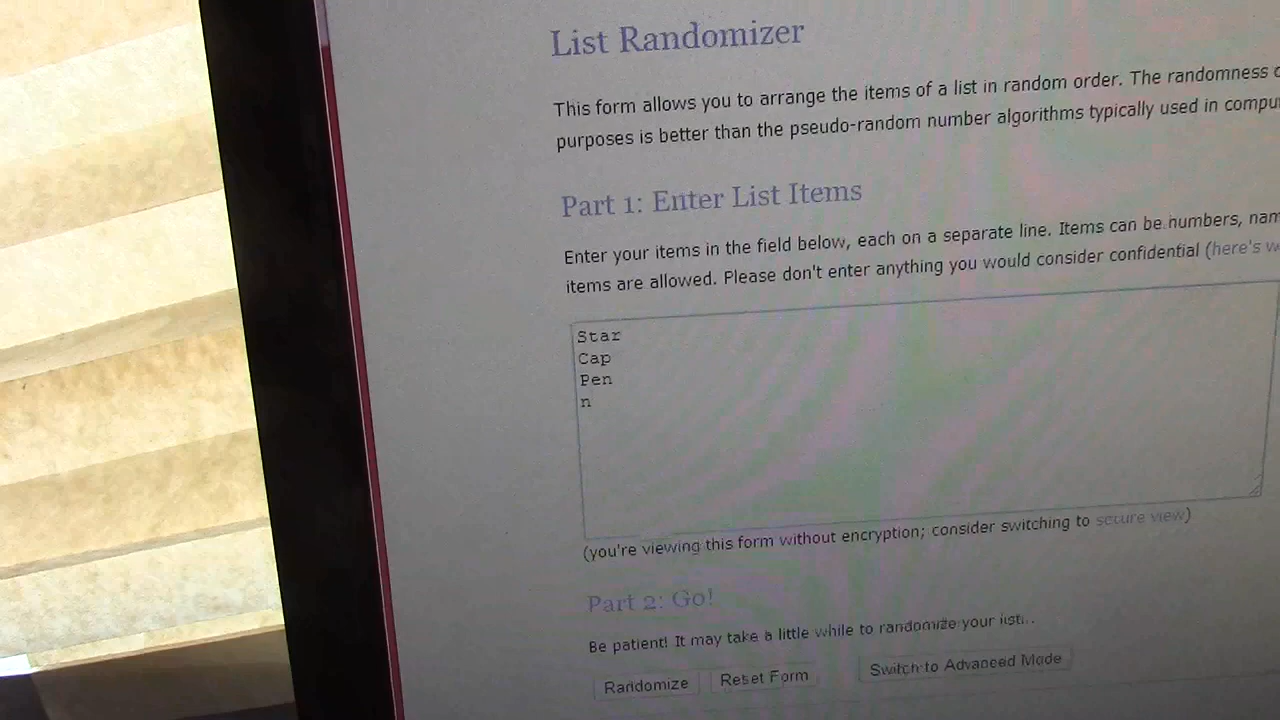 List Randomizer
This form allows you to arrange the items of a list in random order. The randomness
purposes is better than the pseudo-random number algorithms typically used in
Part 1: Enter List Items
Enter your items in the field below, each on a separate line. Items can be numbers,
items are allowed. Please don't enter anything you would consider confidential (here's
Star
Cap
Pen
n
(you're viewing this form without encryption; consider switching to secure view)
Part 2: Go!
Be patient! It may take a little while to randomize your list...
Randomize Reset Form Switch to Advanced Mode